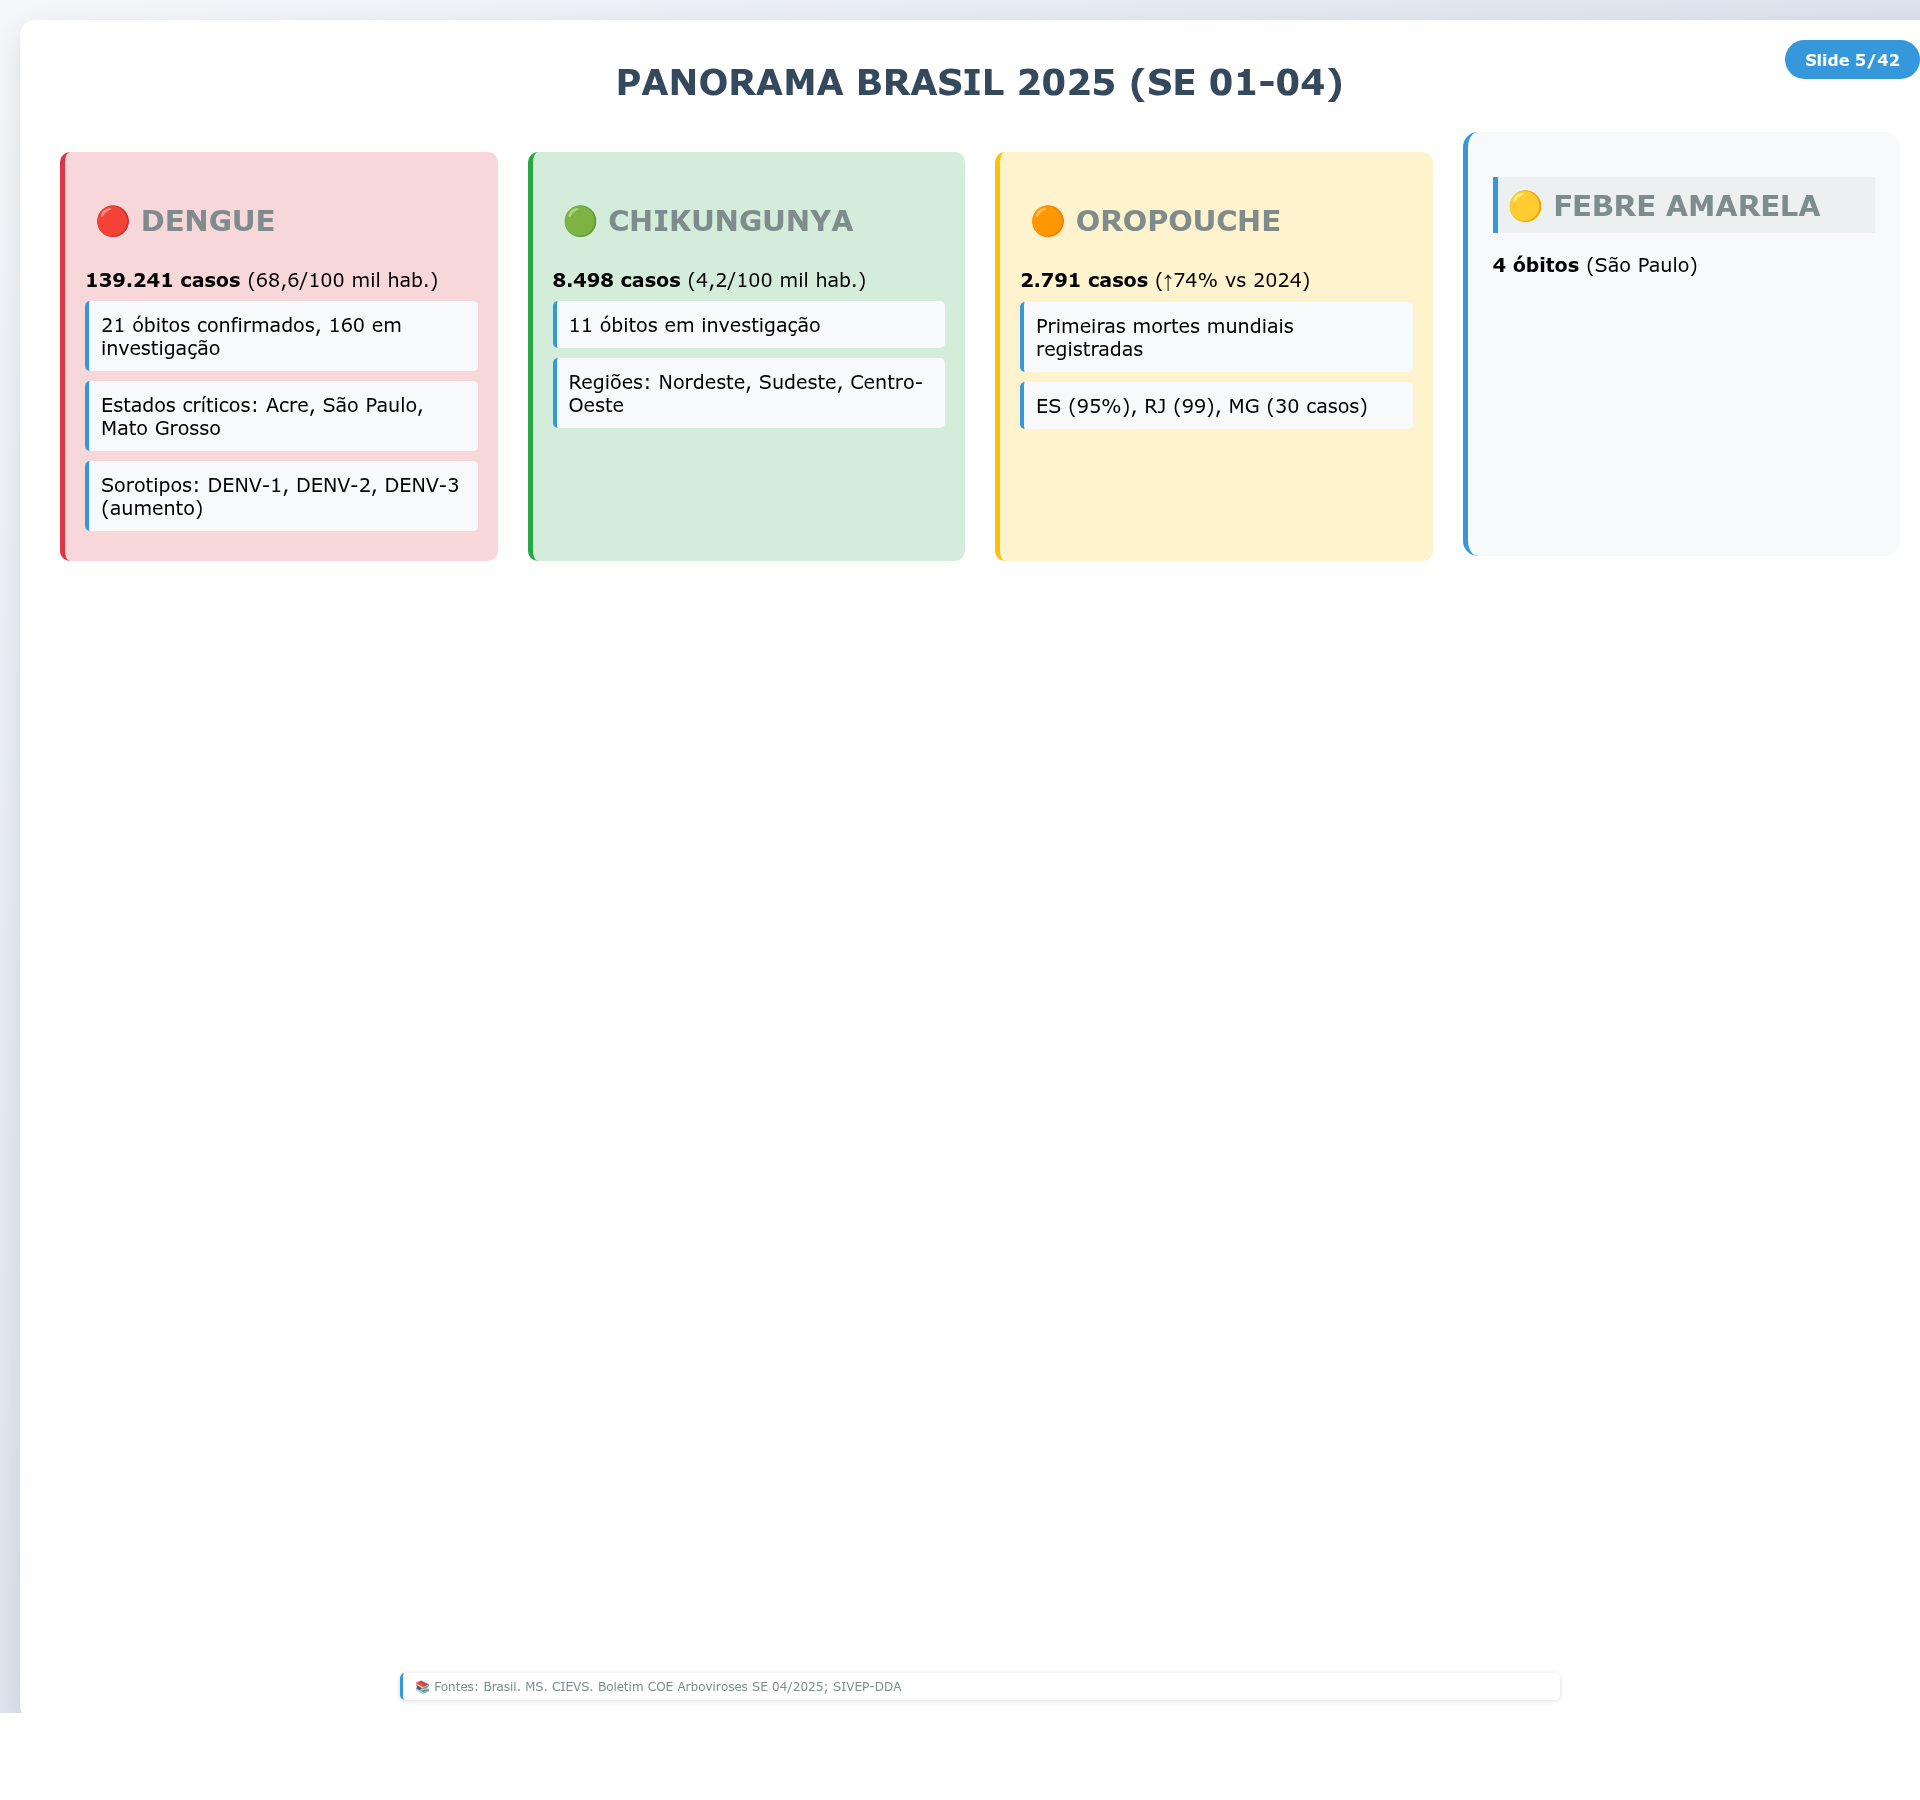 Slide 5/42
PANORAMA BRASIL 2025 (SE 01-04)
🔴 DENGUE
139.241 casos (68,6/100 mil hab.)
21 óbitos confirmados, 160 em
investigação
Estados críticos: Acre, São Paulo,
Mato Grosso
Sorotipos: DENV-1, DENV-2, DENV-3
(aumento)
🟢 CHIKUNGUNYA
8.498 casos (4,2/100 mil hab.)
11 óbitos em investigação
Regiões: Nordeste, Sudeste, Centro-
Oeste
🟠 OROPOUCHE
2.791 casos (↑74% vs 2024)
Primeiras mortes mundiais
registradas
ES (95%), RJ (99), MG (30 casos)
🟡 FEBRE AMARELA
4 óbitos (São Paulo)
📚 Fontes: Brasil. MS. CIEVS. Boletim COE Arboviroses SE 04/2025; SIVEP-DDA